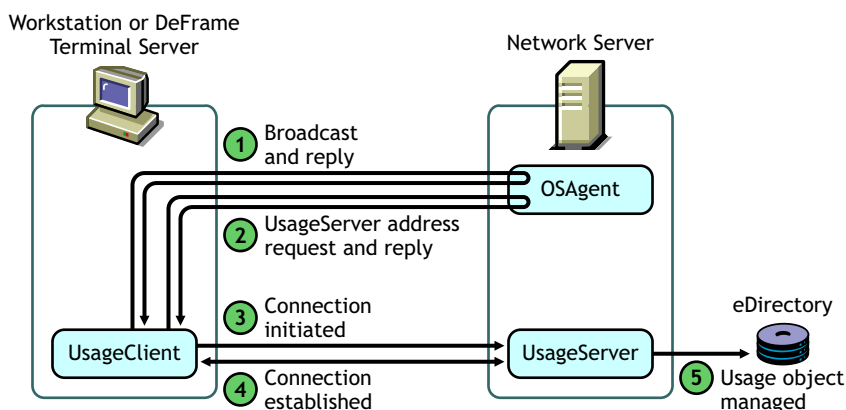 Workstation or DeFrame
Terminal Server
Network Server
1 Broadcast
and reply
OSAgent
2 UsageServer address
request and reply
3 Connection
initiated
eDirectory
UsageClient
UsageServer
4 Connection
established
5 Usage object
managed